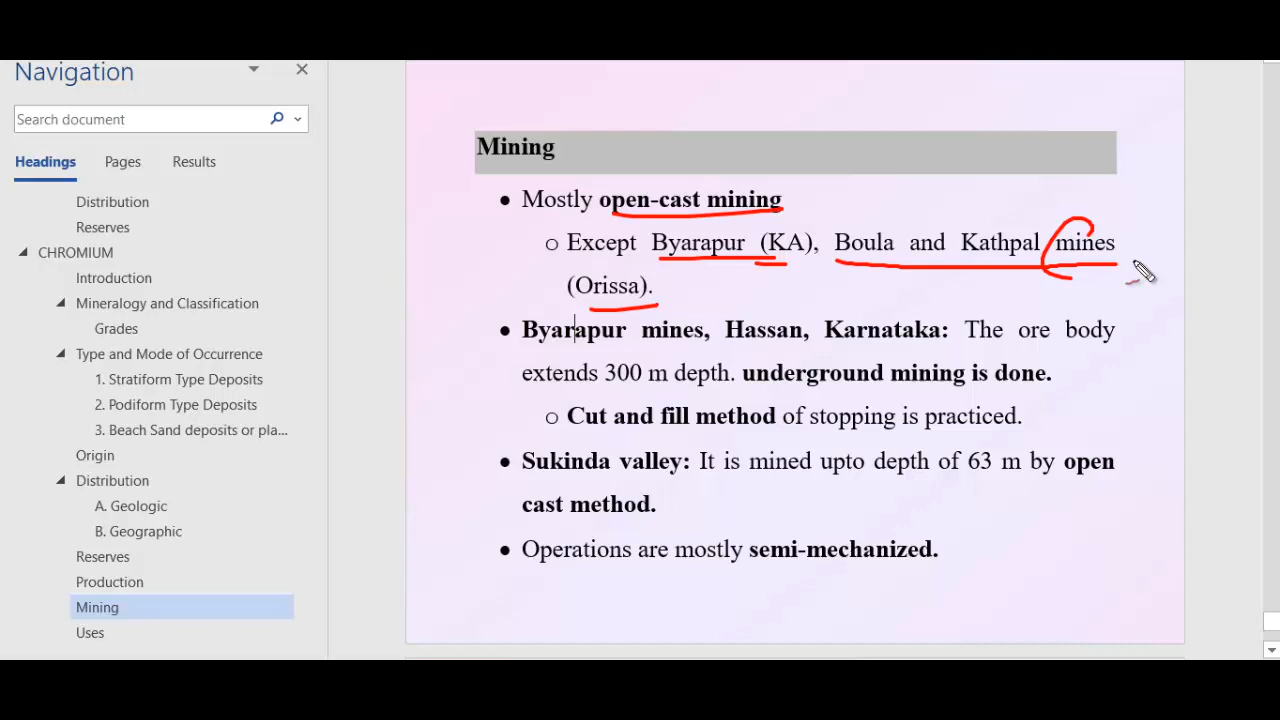 Navigation
Search document
Headings Pages Results
Distribution
Reserves
CHROMIUM
Introduction
Mineralogy and Classification
Grades
Type and Mode of Occurrence
1. Stratiform Type Deposits
2. Podiform Type Deposits
3. Beach Sand deposits or pla...
Origin
Distribution
A. Geologic
B. Geographic
Reserves
Production
Mining
Uses
Mining
• Mostly open-cast mining
o Except Byarapur (KA), Boula and Kathpal mines
(Orissa).
• Byarapur mines, Hassan, Karnataka: The ore body
extends 300 m depth. underground mining is done.
o Cut and fill method of stopping is practiced.
• Sukinda valley: It is mined upto depth of 63 m by open
cast method.
• Operations are mostly semi-mechanized.